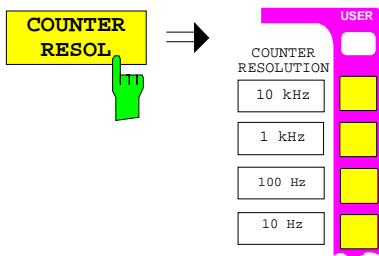 COUNTER
RESOL
USER
COUNTER
RESOLUTION
10 kHz
1 kHz
100 Hz
10 Hz